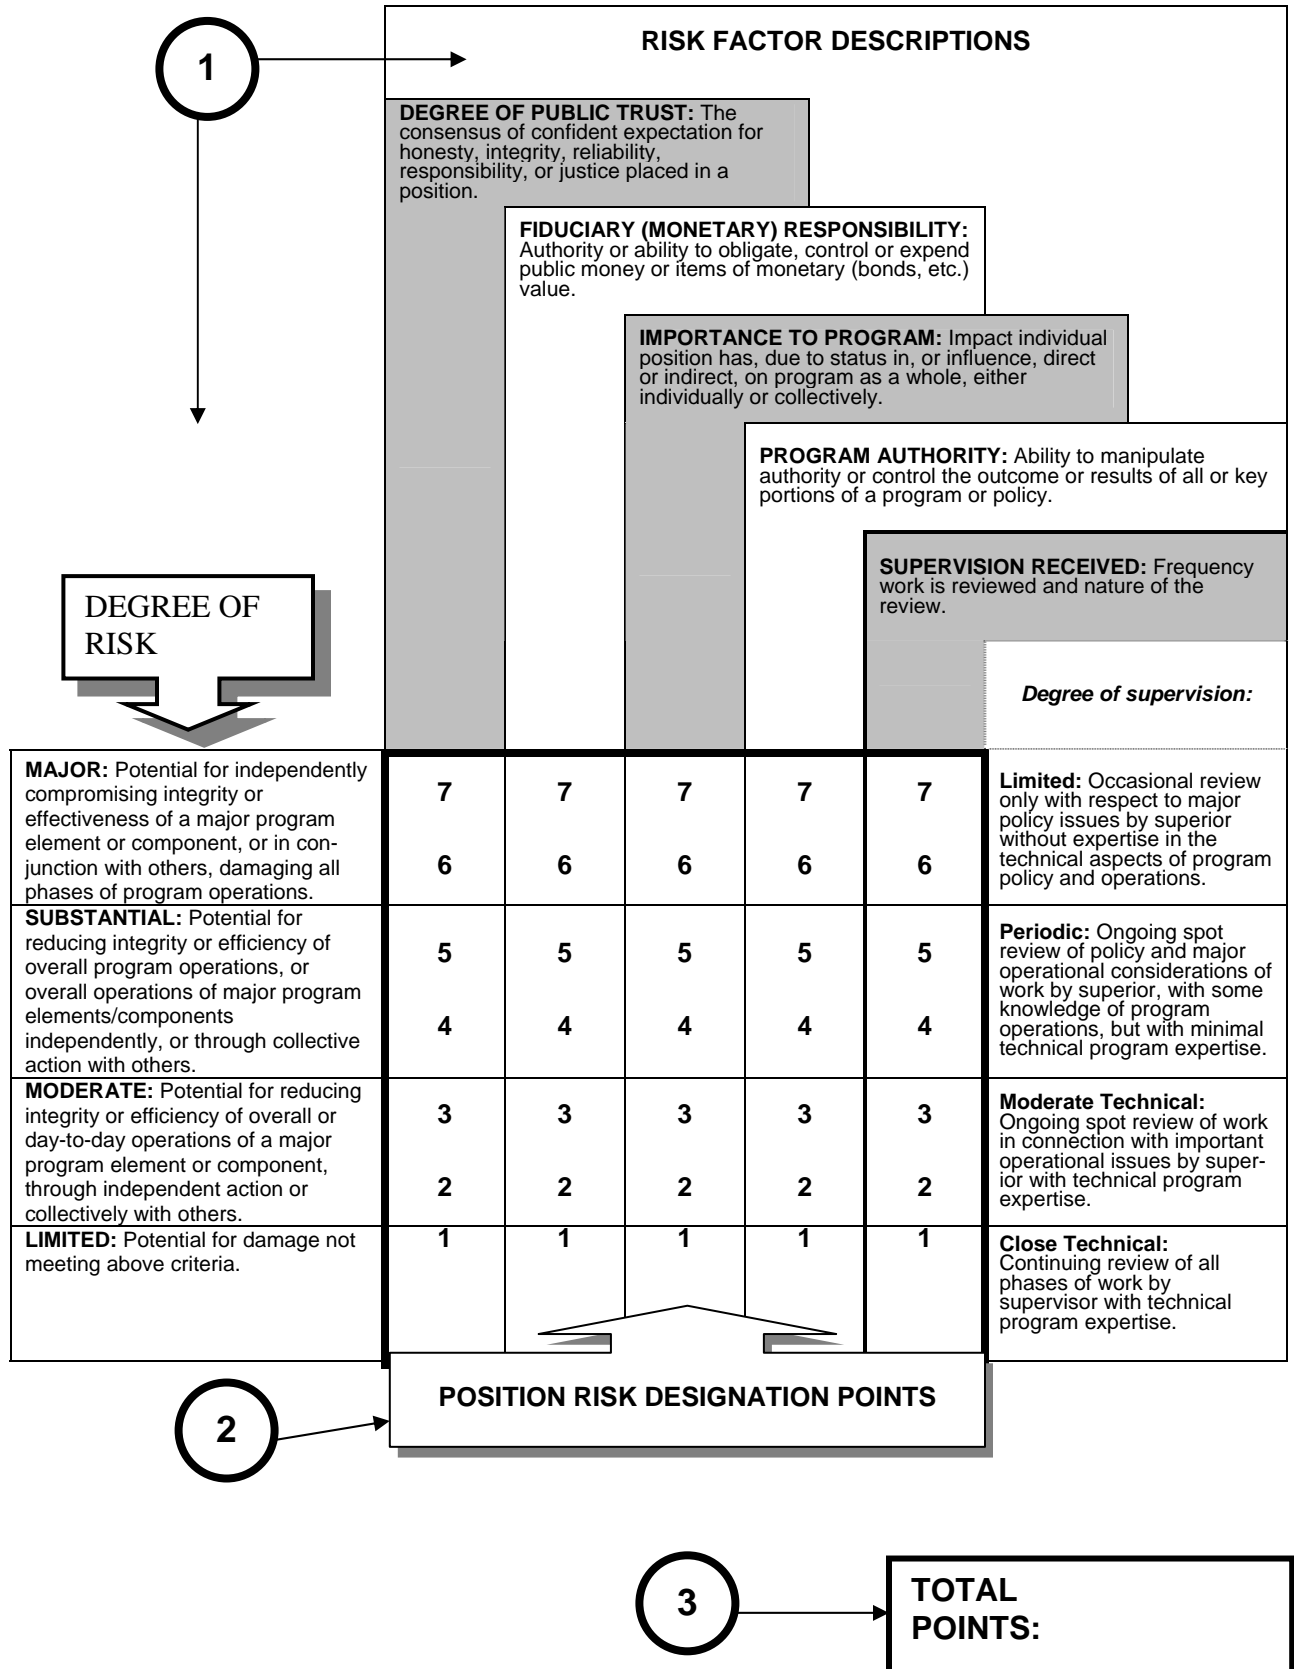 1
RISK FACTOR DESCRIPTIONS
DEGREE OF PUBLIC TRUST: The
consensus of confident expectation for
honesty, integrity, reliability,
responsibility, or justice placed in a
position.
FIDUCIARY (MONETARY) RESPONSIBILITY:
Authority or ability to obligate, control or expend
public money or items of monetary (bonds, etc.)
value.
IMPORTANCE TO PROGRAM: Impact individual
position has, due to status in, or influence, direct
or indirect, on program as a whole, either
individually or collectively.
PROGRAM AUTHORITY: Ability to manipulate
authority or control the outcome or results of all or key
portions of a program or policy.
SUPERVISION RECEIVED: Frequency
work is reviewed and nature of the
review.
DEGREE OF
RISK
Degree of supervision:
MAJOR: Potential for independently
compromising integrity or
effectiveness of a major program
element or component, or in con-
junction with others, damaging all
phases of program operations.
7 7 7 7 7
6 6 6 6 6
Limited: Occasional review
only with respect to major
policy issues by superior
without expertise in the
technical aspects of program
policy and operations.
SUBSTANTIAL: Potential for
reducing integrity or efficiency of
overall program operations, or
overall operations of major program
elements/components
independently, or through collective
action with others.
5 5 5 5 5
4 4 4 4 4
Periodic: Ongoing spot
review of policy and major
operational considerations of
work by superior, with some
knowledge of program
operations, but with minimal
technical program expertise.
MODERATE: Potential for reducing
integrity or efficiency of overall or
day-to-day operations of a major
program element or component,
through independent action or
collectively with others.
3 3 3 3 3
2 2 2 2 2
Moderate Technical:
Ongoing spot review of work
in connection with important
operational issues by super-
ior with technical program
expertise.
LIMITED: Potential for damage not
meeting above criteria.
1 1 1 1 1
Close Technical:
Continuing review of all
phases of work by
supervisor with technical
program expertise.
POSITION RISK DESIGNATION POINTS
2
3
TOTAL
POINTS: